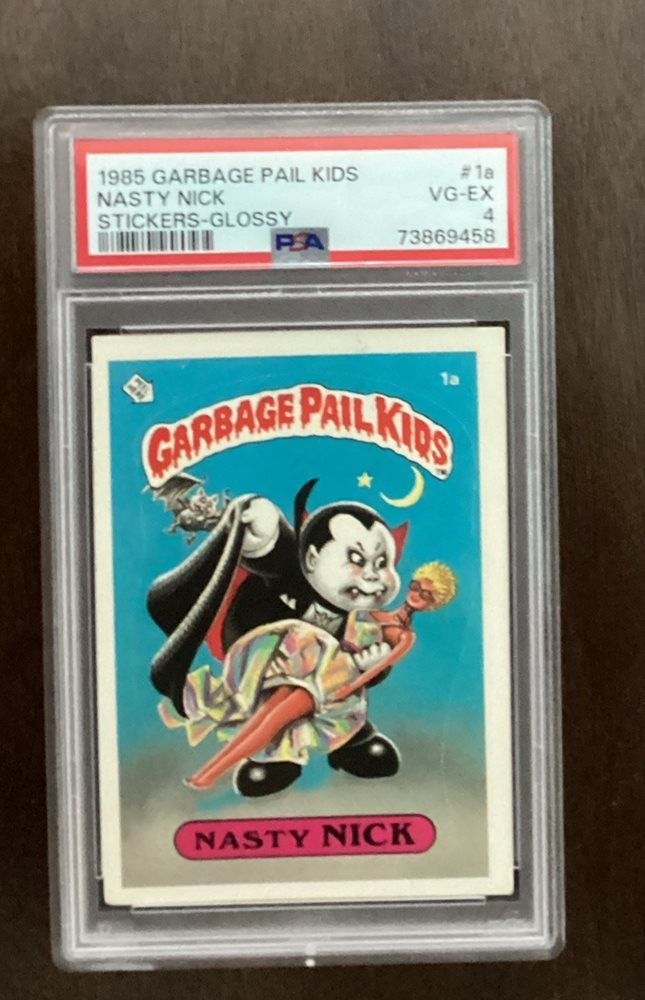 1985 GARBAGE PAIL KIDS #1a
NASTY NICK VG-EX
STICKERS-GLOSSY 4
PSA 73869458
1a
GARBAGE PAIL KIDS
TM
NASTY NICK